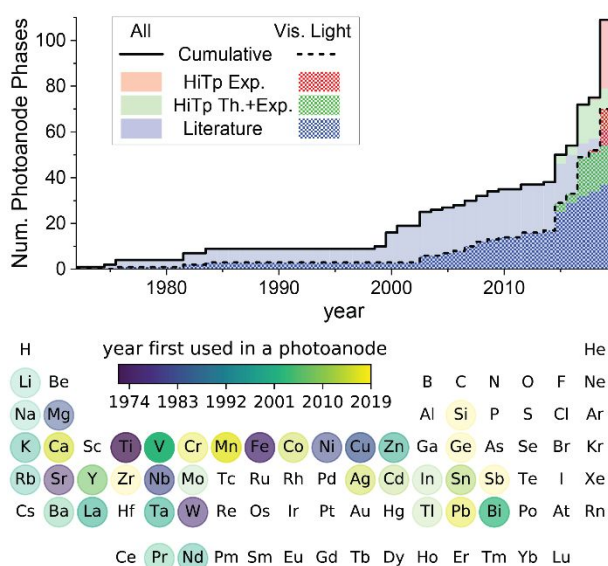 All Vis. Light
Cumulative
HiTp Exp.
HiTp Th.+Exp.
Literature
Num. Photoanode Phases
100
80
60
40
20
0
1980 1990 2000 2010
year
H He
year first used in a photoanode
1974 1983 1992 2001 2010 2019
Li Be B C N O F Ne
Na Mg Al Si P S Cl Ar
K Ca Sc Ti V Cr Mn Fe Co Ni Cu Zn Ga Ge As Se Br Kr
Rb Sr Y Zr Nb Mo Tc Ru Rh Pd Ag Cd In Sn Sb Te I Xe
Cs Ba La Hf Ta W Re Os Ir Pt Au Hg Tl Pb Bi Po At Rn
Ce Pr Nd Pm Sm Eu Gd Tb Dy Ho Er Tm Yb Lu